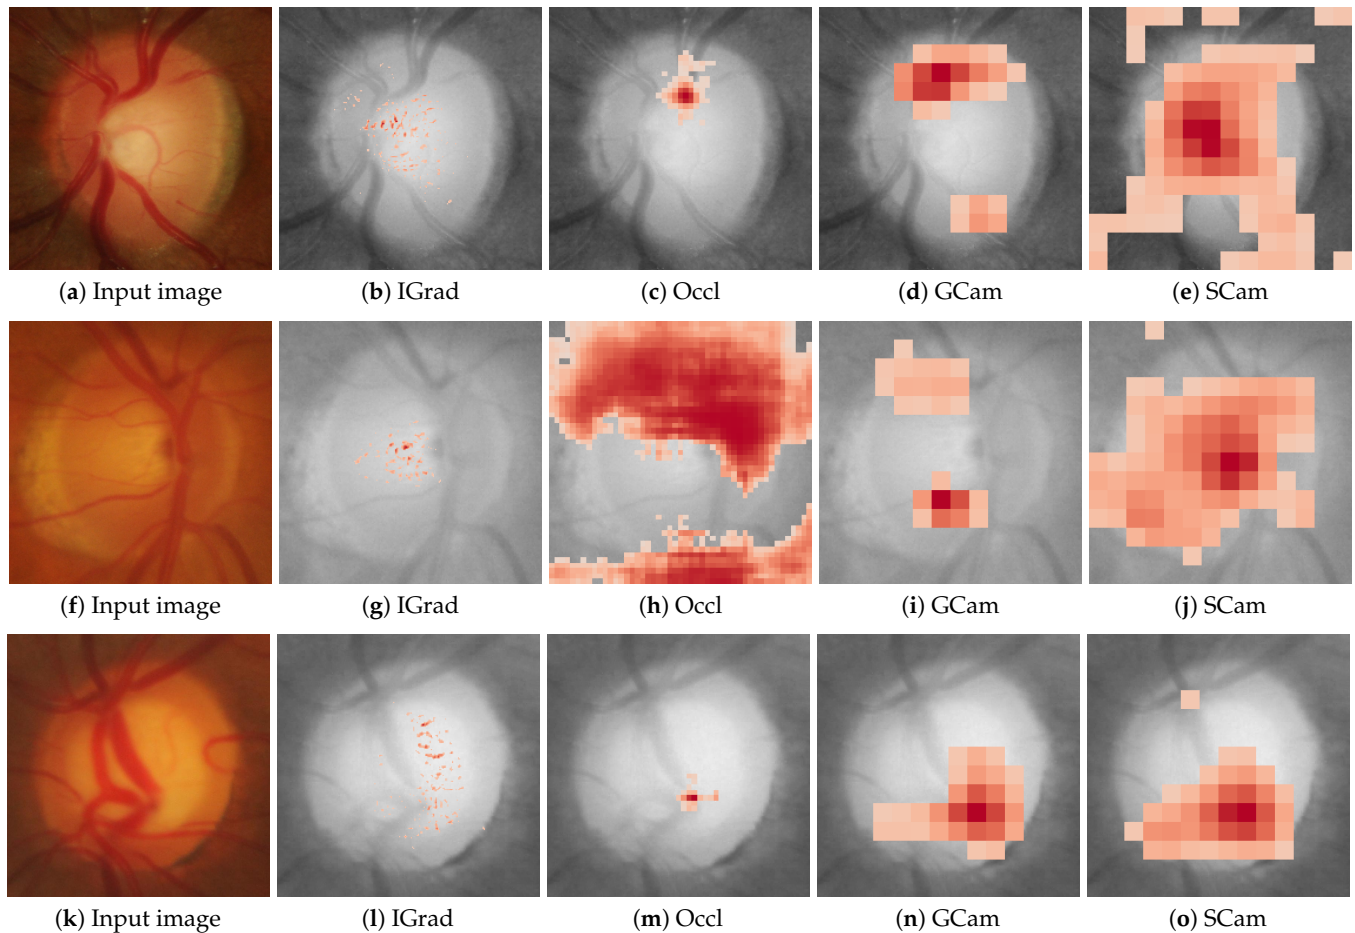 (a) Input image
(b) IGrad
(c) Occl
(d) GCam
(e) SCam
(f) Input image
(g) IGrad
(h) Occl
(i) GCam
(j) SCam
(k) Input image
(l) IGrad
(m) Occl
(n) GCam
(o) SCam